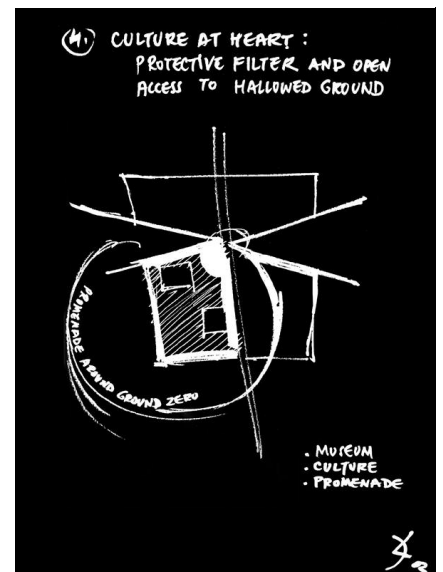 4. CULTURE AT HEART:
PROTECTIVE FILTER AND OPEN
ACCESS TO HALLOWED GROUND
PROMENADE AROUND GROUND ZERO
. MUSEUM
. CULTURE
. PROMENADE